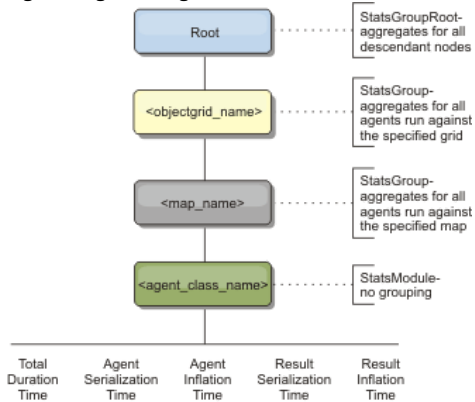 Root
StatsGroupRoot-
aggregates for all
descendant nodes
<objectgrid_name>
StatsGroup-
aggregates for all
agents run against
the specified grid
<map_name>
StatsGroup-
aggregates for all
agents run against
the specified map
<agent_class_name>
StatsModule-
no grouping
Total
Duration
Time
Agent
Serialization
Time
Agent
Inflation
Time
Result
Serialization
Time
Result
Inflation
Time